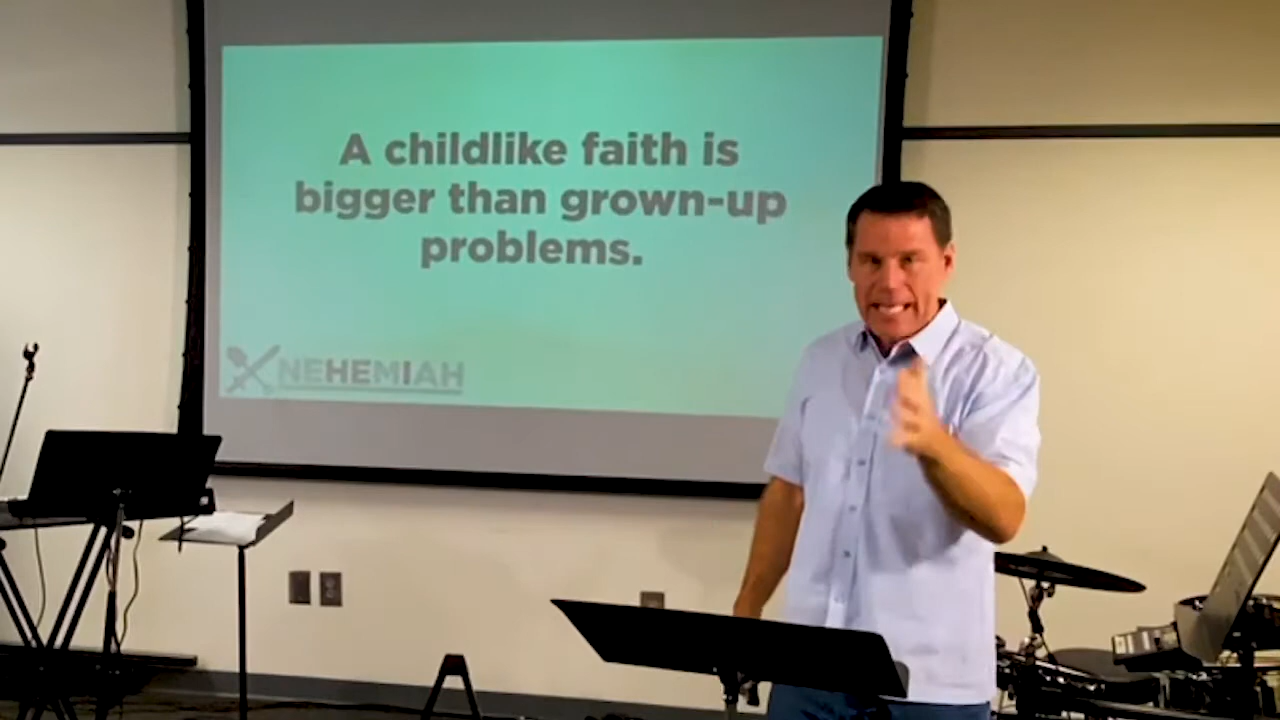 A childlike faith is
bigger than grown-up
problems.
NEHEMIAH